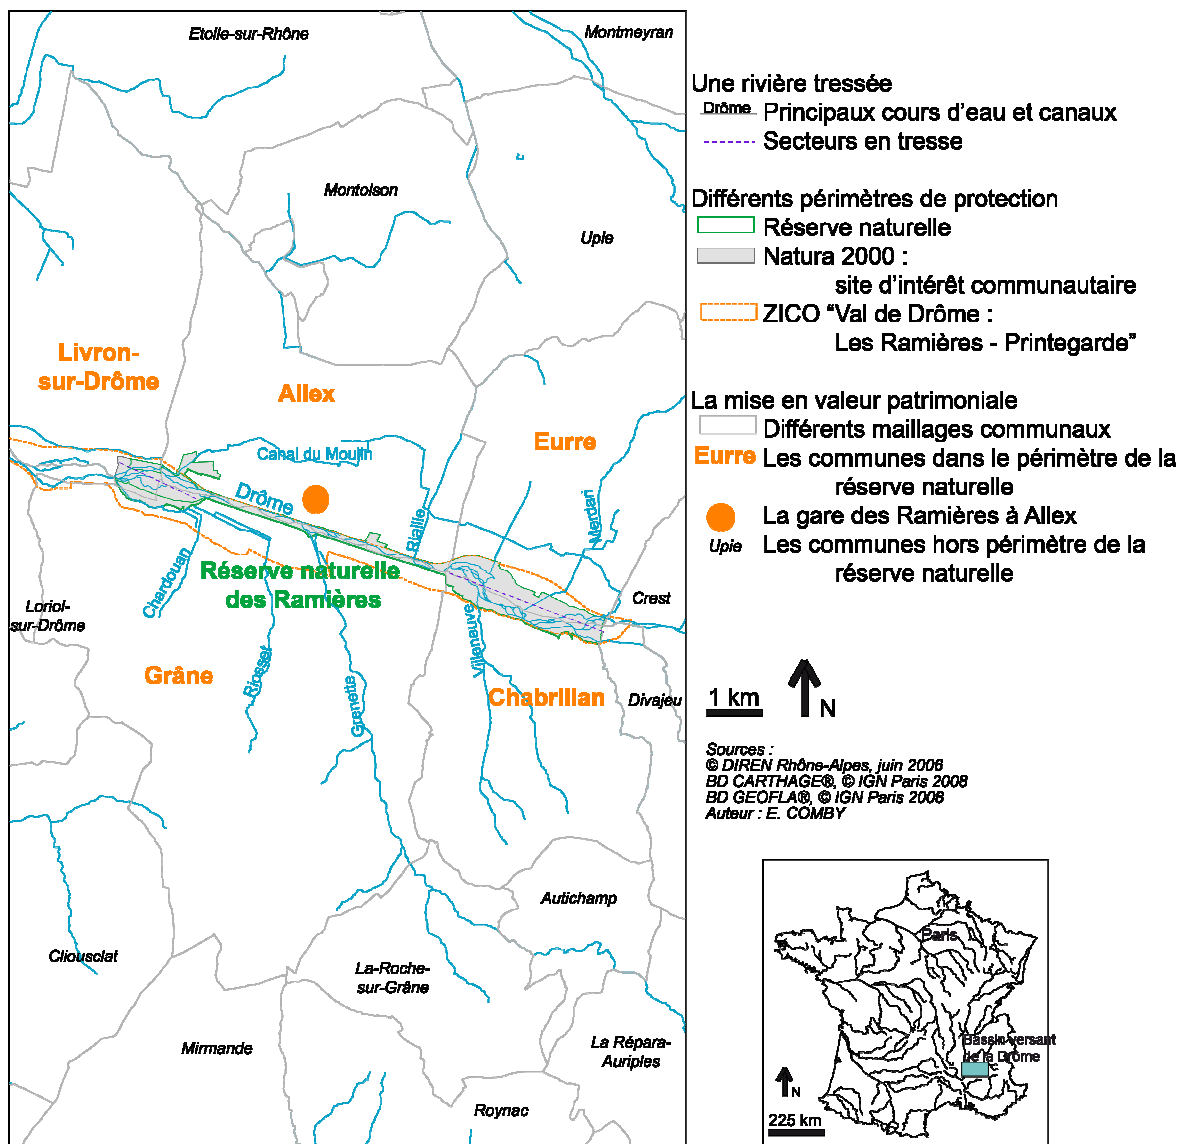 Etolle-sur-Rhône
Montmeyran
Montolson
Uple
Livron-
sur-Drôme
Allex
Eurre
Canal du Moulin
Drôme
Rialle
Merdan
Chardouan
Réserve naturelle
des Ramières
Loriol-
sur-Drôme
Crest
Villeneuve
Grâne
Riosset
Grenette
Chabrillan
Divajeu
Autichamp
Cliousclat
La-Roche-
sur-Grâne
Mirmande
La Répara-
Auriples
Roynac
Une rivière tressée
Drôme Principaux cours d'eau et canaux
Secteurs en tresse
Différents périmètres de protection
Réserve naturelle
Natura 2000 :
site d'intérêt communautaire
ZICO "Val de Drôme :
Les Ramières - Printegarde"
La mise en valeur patrimoniale
Différents maillages communaux
Eurre Les communes dans le périmètre de la
réserve naturelle
La gare des Ramières à Allex
Upie Les communes hors périmètre de la
réserve naturelle
1 km
N
Sources :
© DIREN Rhône-Alpes, juin 2006
BD CARTHAGE®, © IGN Paris 2008
BD GEOFLA®, © IGN Paris 2006
Auteur : E. COMBY
Paris
Bassin versant
de la Drôme
N
225 km